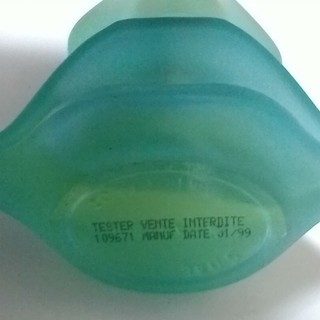 TESTER VENTE INTERDITE
109671 MANUF DATE 01/99